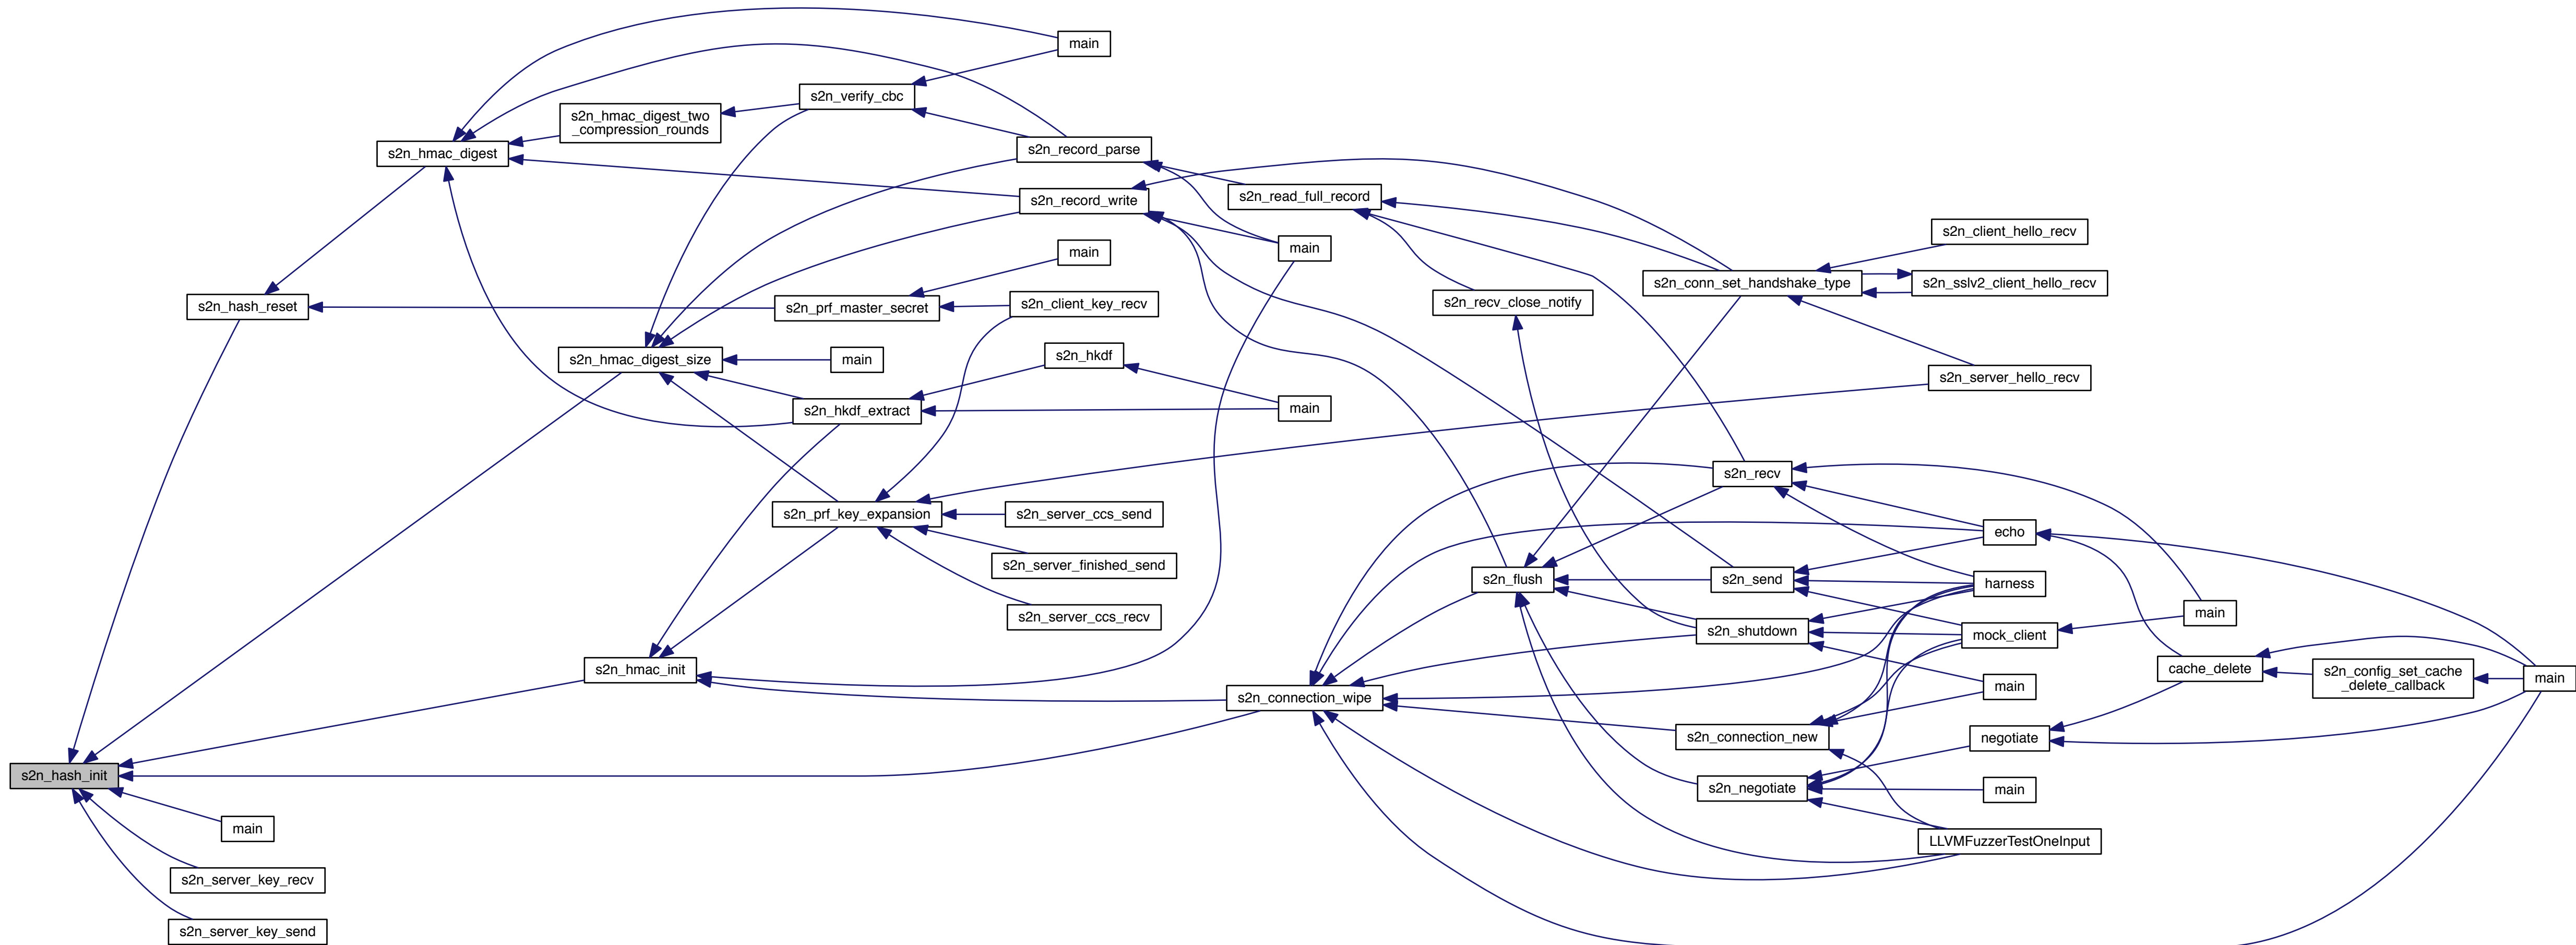 main
s2n_verify_cbc
s2n_hmac_digest_two
_compression_rounds
s2n_hmac_digest
s2n_record_parse
s2n_read_full_record
s2n_record_write
s2n_client_hello_recv
main
main
s2n_conn_set_handshake_type
s2n_sslv2_client_hello_recv
s2n_hash_reset
s2n_prf_master_secret
s2n_client_key_recv
s2n_recv_close_notify
s2n_hmac_digest_size
main
s2n_hkdf
s2n_server_hello_recv
s2n_hkdf_extract
main
s2n_recv
s2n_prf_key_expansion
s2n_server_ccs_send
echo
s2n_server_finished_send
s2n_flush
s2n_send
harness
s2n_server_ccs_recv
main
s2n_shutdown
mock_client
s2n_hmac_init
cache_delete
s2n_config_set_cache
_delete_callback
main
s2n_connection_wipe
main
s2n_connection_new
negotiate
s2n_hash_init
s2n_negotiate
main
main
LLVMFuzzerTestOneInput
s2n_server_key_recv
s2n_server_key_send